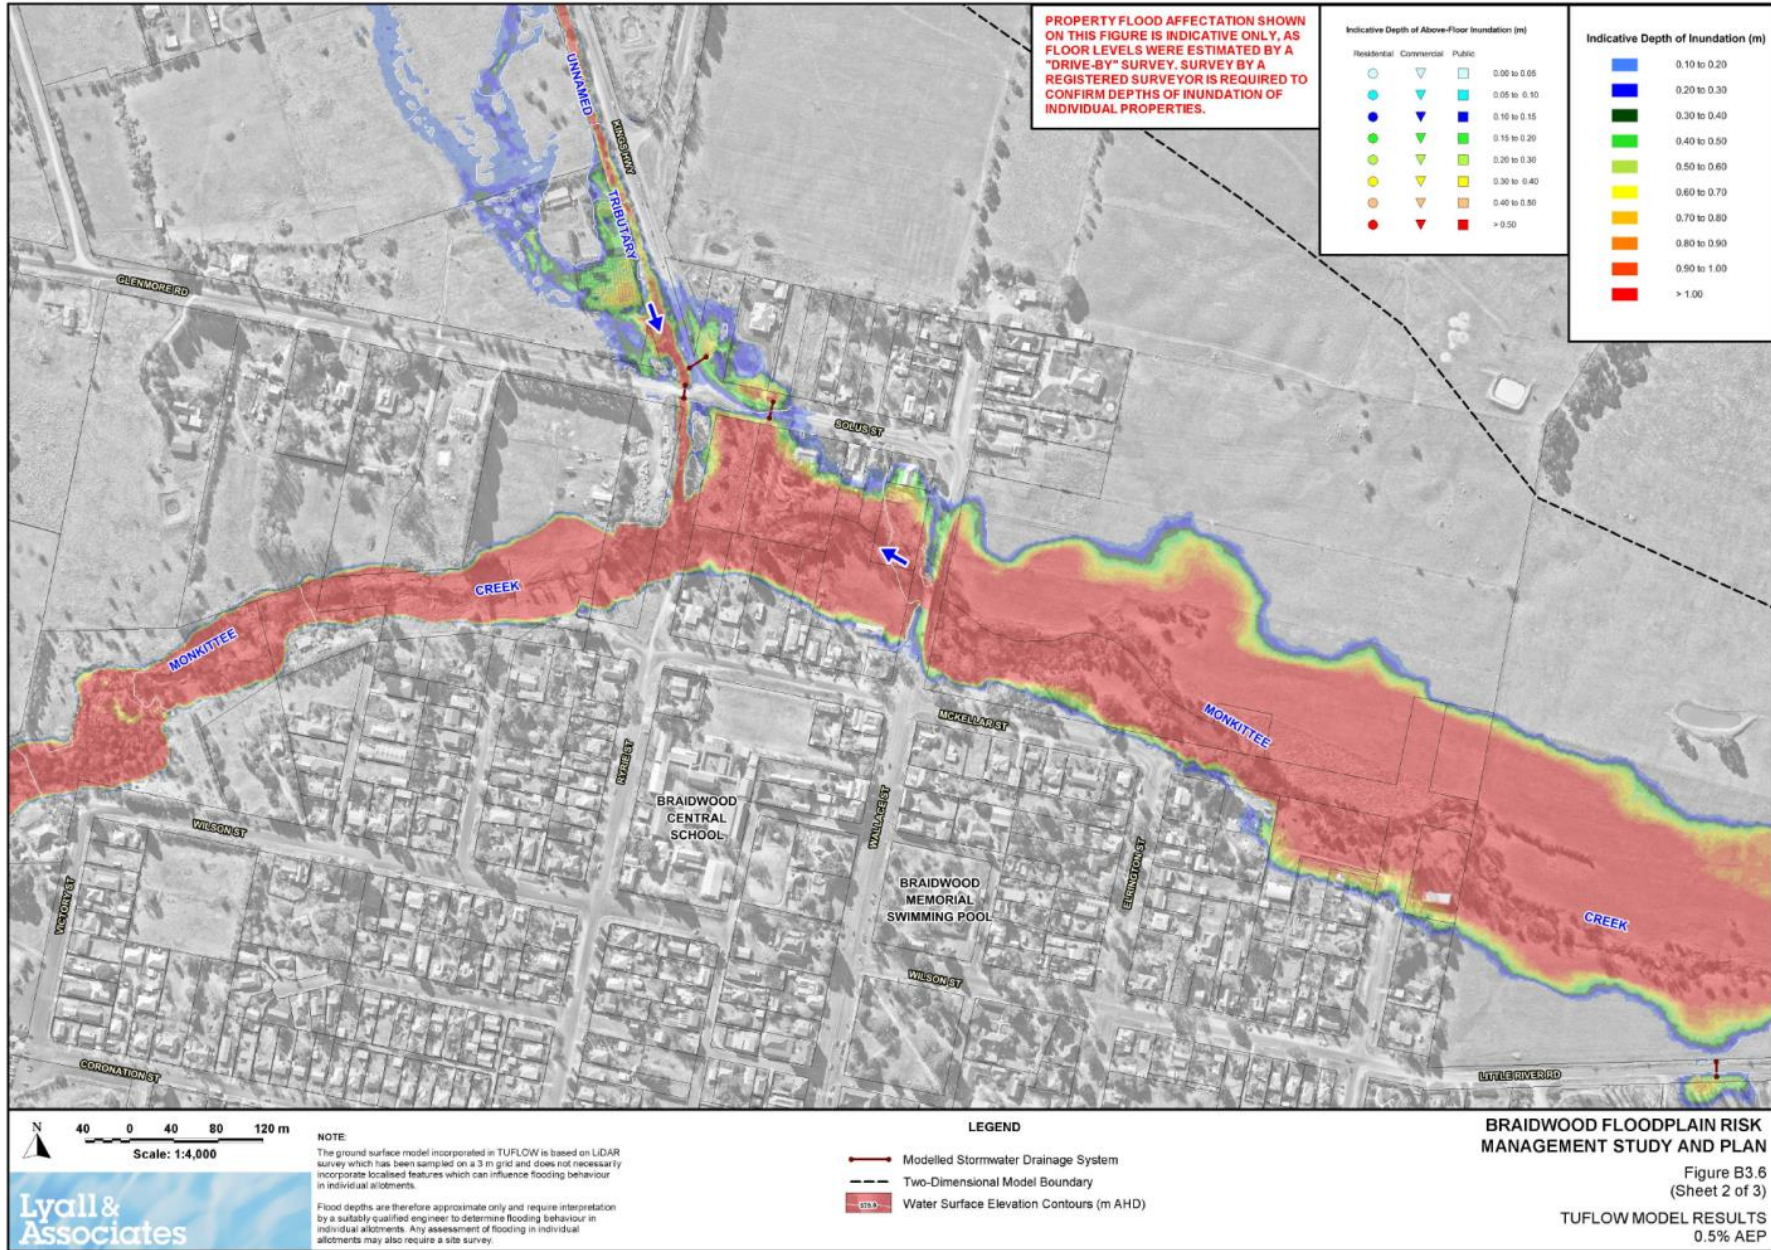 PROPERTY FLOOD AFFECTATION SHOWN
ON THIS FIGURE IS INDICATIVE ONLY, AS
FLOOR LEVELS WERE ESTIMATED BY A
"DRIVE-BY" SURVEY. SURVEY BY A
REGISTERED SURVEYOR IS REQUIRED TO
CONFIRM DEPTHS OF INUNDATION OF
INDIVIDUAL PROPERTIES.
Indicative Depth of Above-Floor Inundation (m)
Residential Commercial Public
0.00 to 0.05
0.05 to 0.10
0.10 to 0.15
0.15 to 0.20
0.20 to 0.30
0.30 to 0.40
0.40 to 0.50
> 0.50
Indicative Depth of Inundation (m)
0.10 to 0.20
0.20 to 0.30
0.30 to 0.40
0.40 to 0.50
0.50 to 0.60
0.60 to 0.70
0.70 to 0.80
0.80 to 0.90
0.90 to 1.00
> 1.00
UNNAMED
KINGS HWY
TRIBUTARY
GLENMORE RD
SOLUS ST
CREEK
MONKITTEE
MONKITTEE
MCKELLAR ST
RYRIE ST
BRAIDWOOD
CENTRAL
SCHOOL
WALLACE ST
WILSON ST
BRAIDWOOD
MEMORIAL
SWIMMING POOL
ELRINGTON ST
VICTORY ST
CREEK
WILSON ST
CORONATION ST
LITTLE RIVER RD
N
40 0 40 80 120 m
Scale: 1:4,000
Lyall &
Associates
NOTE:
The ground surface model incorporated in TUFLOW is based on LiDAR
survey which has been sampled on a 3 m grid and does not necessarily
incorporate localised features which can influence flooding behaviour
in individual allotments.
Flood depths are therefore approximate only and require interpretation
by a suitably qualified engineer to determine flooding behaviour in
individual allotments. Any assessment of flooding in individual
allotments may also require a site survey.
LEGEND
Modelled Stormwater Drainage System
Two-Dimensional Model Boundary
Water Surface Elevation Contours (m AHD)
BRAIDWOOD FLOODPLAIN RISK
MANAGEMENT STUDY AND PLAN
Figure B3.6
(Sheet 2 of 3)
TUFLOW MODEL RESULTS
0.5% AEP